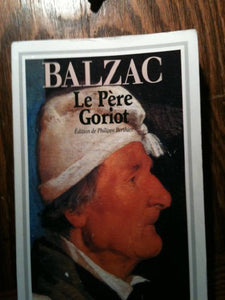 BALZAC
Le Père
Goriot
Édition de Philippe Berthier